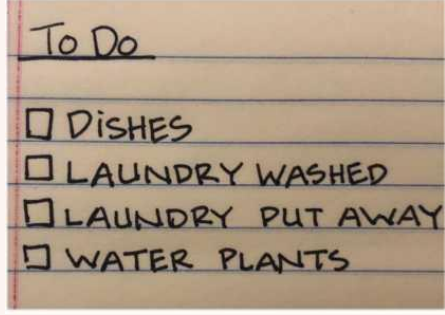 To Do
☐ DiSHES
☐ LAUNDRY WASHED
☐ LAUNDRY PUT AWAY
☐ WATER PLANTS